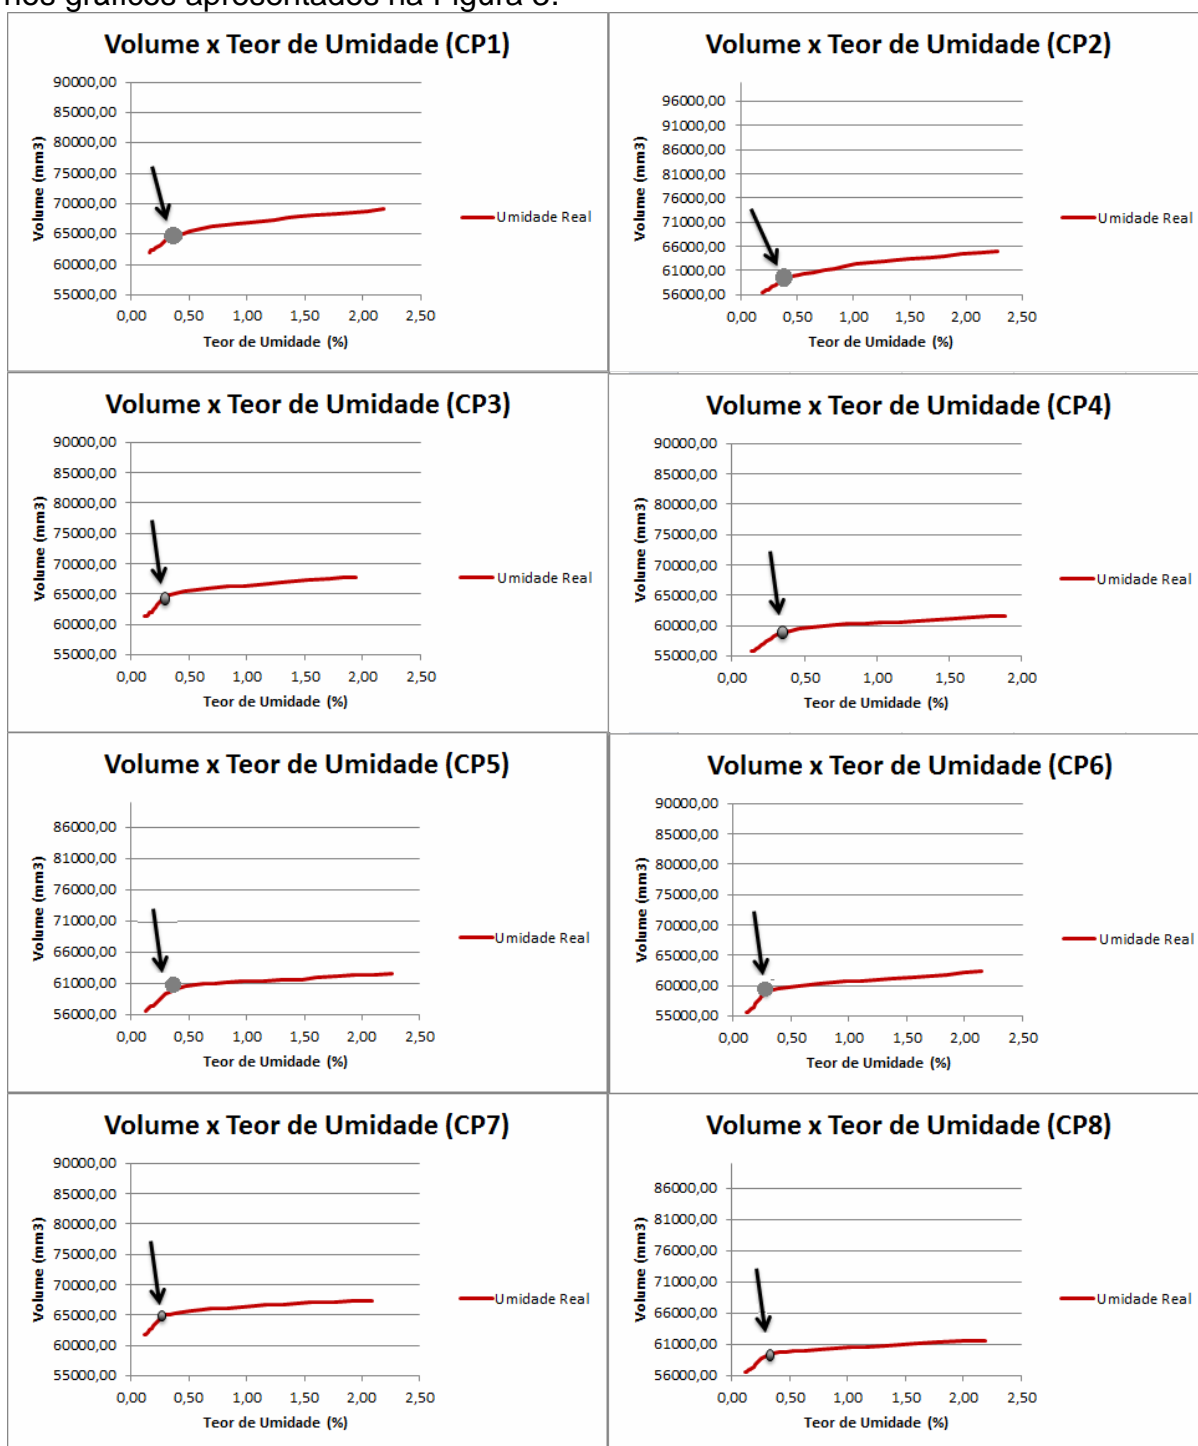 nos gráficos apresentados na Figura 8.
Volume x Teor de Umidade (CP1)
Volume (mm3)
90000,00
85000,00
80000,00
75000,00
70000,00
65000,00
60000,00
55000,00
0,00 0,50 1,00 1,50 2,00 2,50
Teor de Umidade (%)
Umidade Real
Volume x Teor de Umidade (CP2)
Volume (mm3)
96000,00
91000,00
86000,00
81000,00
76000,00
71000,00
66000,00
61000,00
56000,00
0,00 0,50 1,00 1,50 2,00 2,50
Teor de Umidade (%)
Umidade Real
Volume x Teor de Umidade (CP3)
Volume (mm3)
90000,00
85000,00
80000,00
75000,00
70000,00
65000,00
60000,00
55000,00
0,00 0,50 1,00 1,50 2,00 2,50
Teor de Umidade (%)
Umidade Real
Volume x Teor de Umidade (CP4)
Volume (mm3)
90000,00
85000,00
80000,00
75000,00
70000,00
65000,00
60000,00
55000,00
0,00 0,50 1,00 1,50 2,00
Teor de Umidade (%)
Umidade Real
Volume x Teor de Umidade (CP5)
Volume (mm3)
86000,00
81000,00
76000,00
71000,00
66000,00
61000,00
56000,00
0,00 0,50 1,00 1,50 2,00 2,50
Teor de Umidade (%)
Umidade Real
Volume x Teor de Umidade (CP6)
Volume (mm3)
90000,00
85000,00
80000,00
75000,00
70000,00
65000,00
60000,00
55000,00
0,00 0,50 1,00 1,50 2,00 2,50
Teor de Umidade (%)
Umidade Real
Volume x Teor de Umidade (CP7)
Volume (mm3)
90000,00
85000,00
80000,00
75000,00
70000,00
65000,00
60000,00
55000,00
0,00 0,50 1,00 1,50 2,00 2,50
Teor de Umidade (%)
Umidade Real
Volume x Teor de Umidade (CP8)
Volume (mm3)
86000,00
81000,00
76000,00
71000,00
66000,00
61000,00
56000,00
0,00 0,50 1,00 1,50 2,00 2,50
Teor de Umidade (%)
Umidade Real